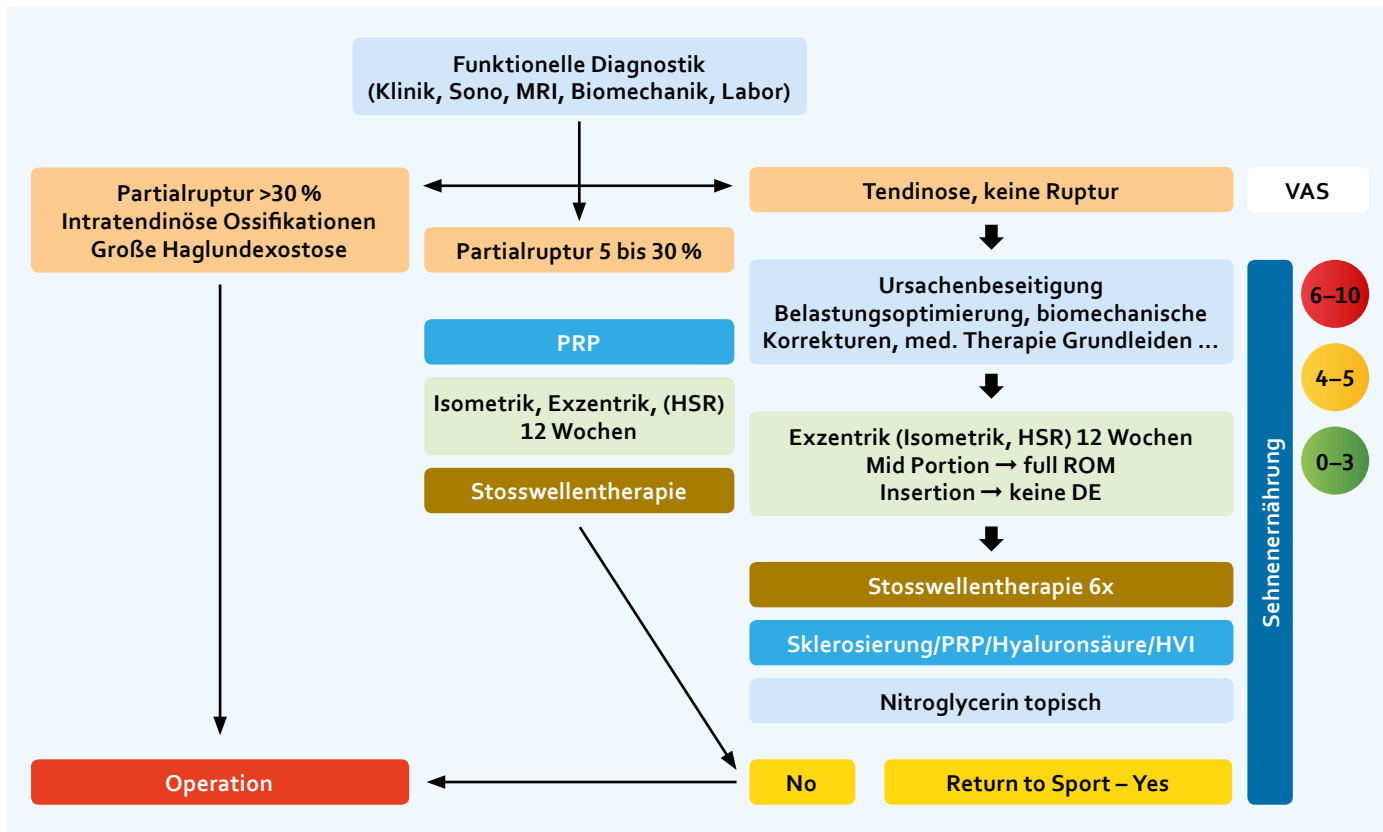 Funktionelle Diagnostik
(Klinik, Sono, MRI, Biomechanik, Labor)
Partialruptur >30 %
Intratendinöse Ossifikationen
Große Haglundexostose
Partialruptur 5 bis 30 %
PRP
Isometrik, Exzentrik, (HSR)
12 Wochen
Stosswellentherapie
Tendinose, keine Ruptur
Ursachenbeseitigung
Belastungsoptimierung, biomechanische
Korrekturen, med. Therapie Grundleiden ...
Exzentrik (Isometrik, HSR) 12 Wochen
Mid Portion → full ROM
Insertion → keine DE
Stosswellentherapie 6x
Sklerosierung/PRP/Hyaluronsäure/HVI
Nitroglycerin topisch
VAS
6–10
4–5
0–3
Sehnenernährung
Operation
No
Return to Sport – Yes